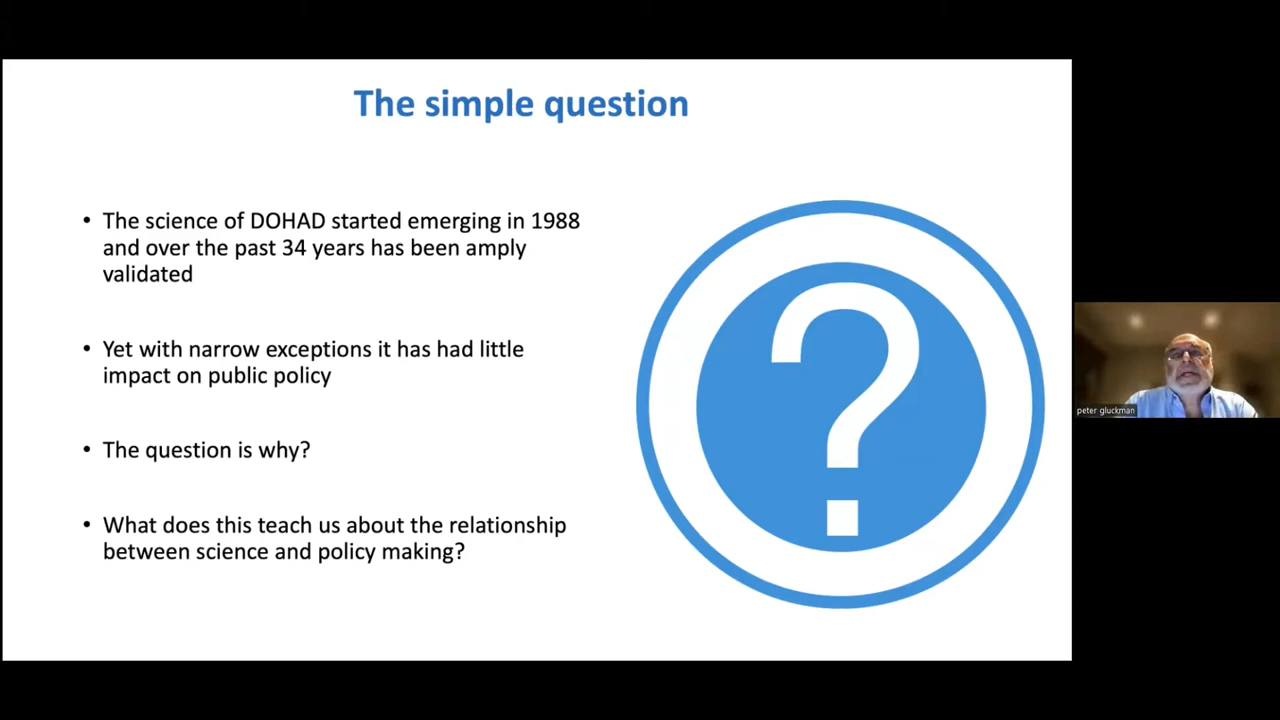 The simple question
• The science of DOHAD started emerging in 1988
and over the past 34 years has been amply
validated
• Yet with narrow exceptions it has had little
impact on public policy
• The question is why?
• What does this teach us about the relationship
between science and policy making?
?
peter gluckman